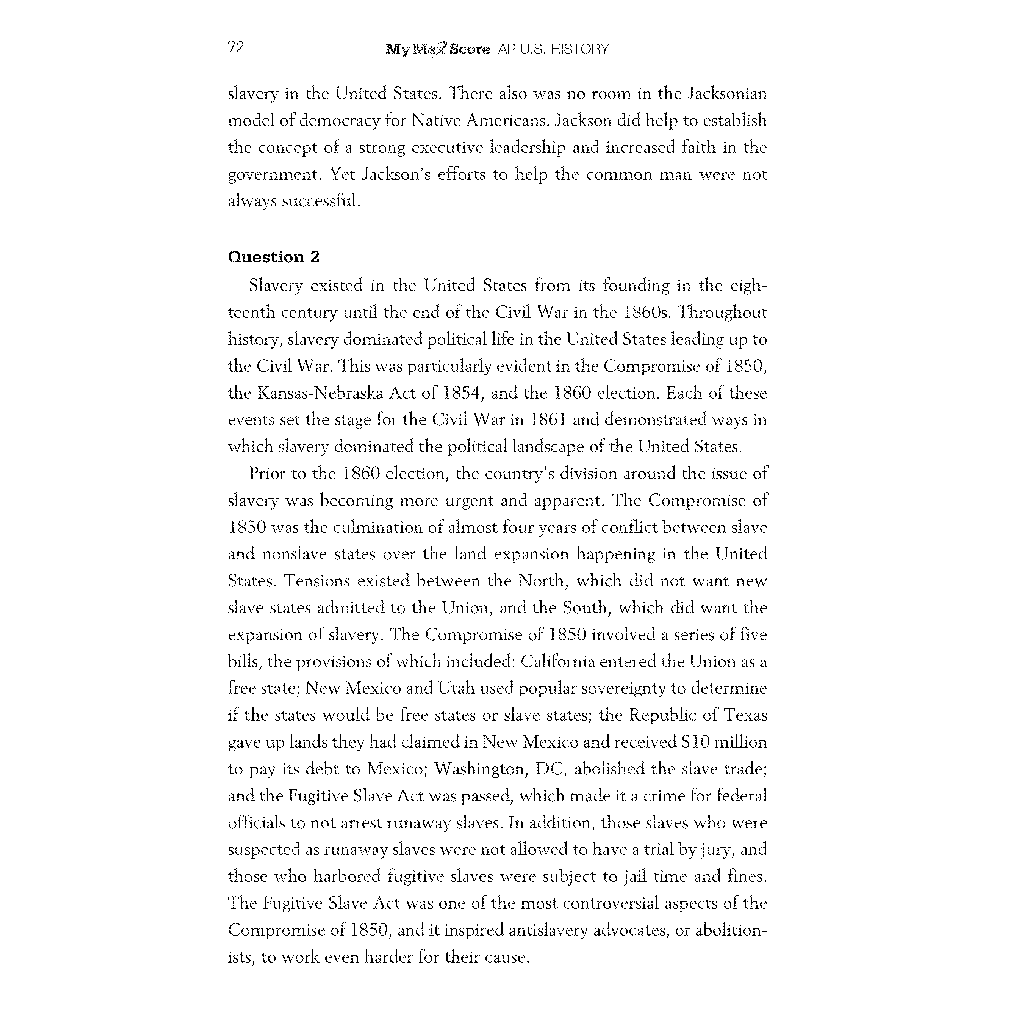 72 My Max Score AP U.S. HISTORY
slavery in the United States. There also was no room in the Jacksonian
model of democracy for Native Americans. Jackson did help to establish
the concept of a strong executive leadership and increased faith in the
government. Yet Jackson's efforts to help the common man were not
always successful.
Question 2
Slavery existed in the United States from its founding in the eigh-
teenth century until the end of the Civil War in the 1860s. Throughout
history, slavery dominated political life in the United States leading up to
the Civil War. This was particularly evident in the Compromise of 1850,
the Kansas-Nebraska Act of 1854, and the 1860 election. Each of these
events set the stage for the Civil War in 1861 and demonstrated ways in
which slavery dominated the political landscape of the United States.
Prior to the 1860 election, the country's division around the issue of
slavery was becoming more urgent and apparent. The Compromise of
1850 was the culmination of almost four years of conflict between slave
and nonslave states over the land expansion happening in the United
States. Tensions existed between the North, which did not want new
slave states admitted to the Union, and the South, which did want the
expansion of slavery. The Compromise of 1850 involved a series of five
bills, the provisions of which included: California entered the Union as a
free state; New Mexico and Utah used popular sovereignty to determine
if the states would be free states or slave states; the Republic of Texas
gave up lands they had claimed in New Mexico and received $10 million
to pay its debt to Mexico; Washington, DC, abolished the slave trade;
and the Fugitive Slave Act was passed, which made it a crime for federal
officials to not arrest runaway slaves. In addition, those slaves who were
suspected as runaway slaves were not allowed to have a trial by jury, and
those who harbored fugitive slaves were subject to jail time and fines.
The Fugitive Slave Act was one of the most controversial aspects of the
Compromise of 1850, and it inspired antislavery advocates, or abolition-
ists, to work even harder for their cause.